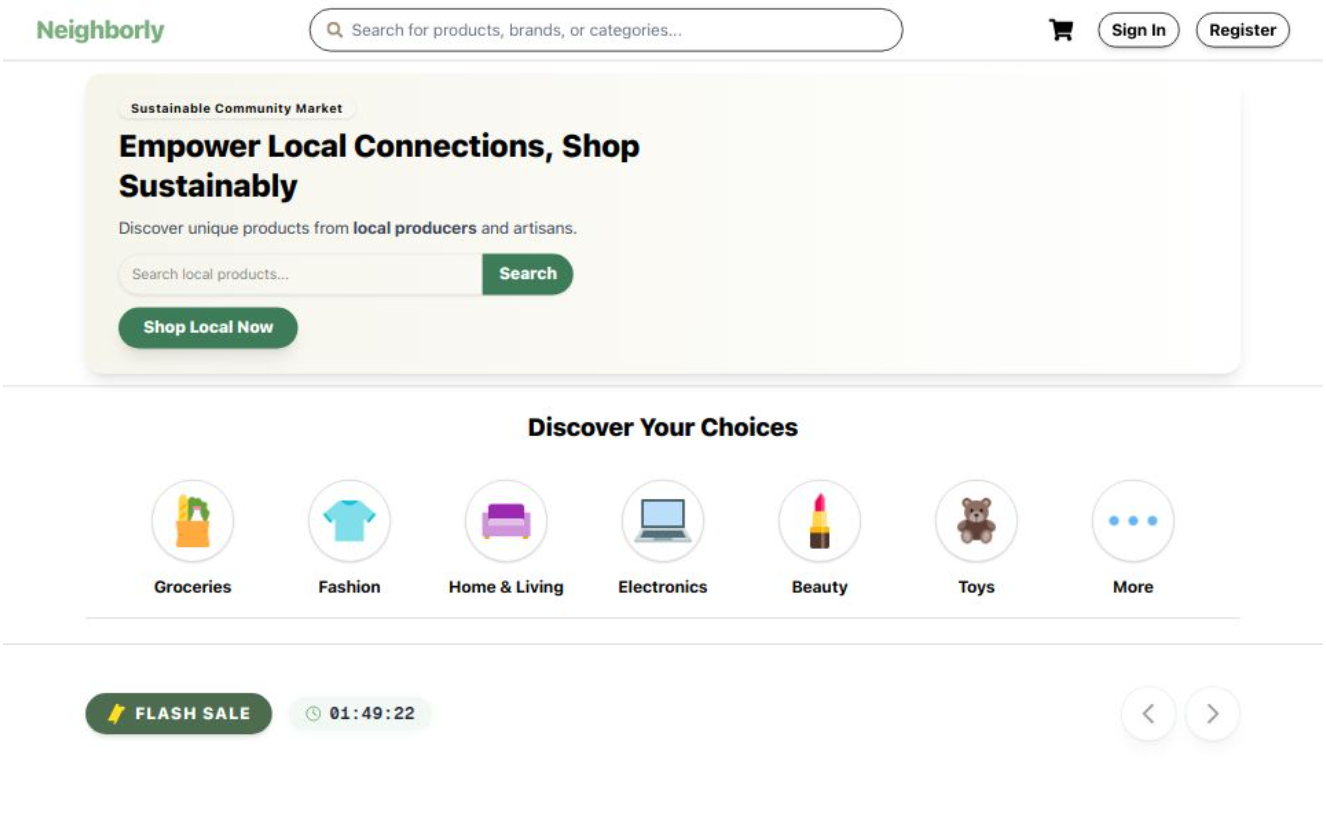 Neighborly
Search for products, brands, or categories...
Sign In
Register
Sustainable Community Market
Empower Local Connections, Shop
Sustainably
Discover unique products from local producers and artisans.
Search local products...
Search
Shop Local Now
Discover Your Choices
Groceries
Fashion
Home & Living
Electronics
Beauty
Toys
More
FLASH SALE
01:49:22